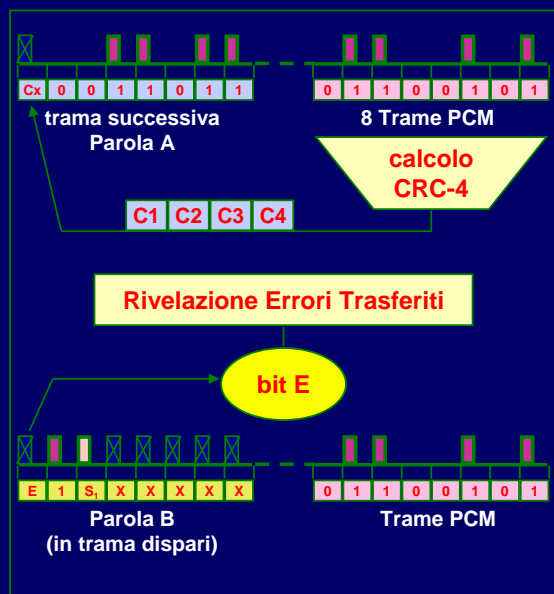 Cx 0 0 1 1 0 1 1
0 1 1 0 0 1 0 1
trama successiva
Parola A
8 Trame PCM
calcolo
CRC-4
C1 C2 C3 C4
Rivelazione Errori Trasferiti
bit E
E 1 S₁ X X X X X
0 1 1 0 0 1 0 1
Parola B
(in trama dispari)
Trame PCM